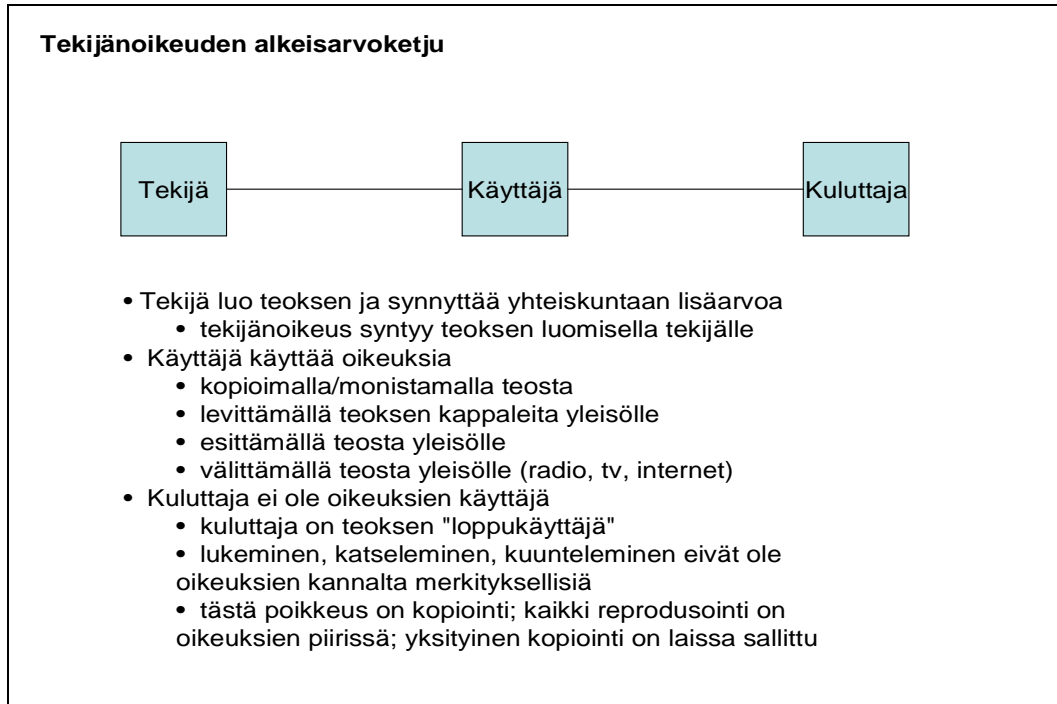 Tekijänoikeuden alkeisarvoketju
Tekijä Käyttäjä Kuluttaja
• Tekijä luo teoksen ja synnyttää yhteiskuntaan lisäarvoa
• tekijänoikeus syntyy teoksen luomisella tekijälle
• Käyttäjä käyttää oikeuksia
• kopioimalla/monistamalla teosta
• levittämällä teoksen kappaleita yleisölle
• esittämällä teosta yleisölle
• välittämällä teosta yleisölle (radio, tv, internet)
• Kuluttaja ei ole oikeuksien käyttäjä
• kuluttaja on teoksen "loppukäyttäjä"
• lukeminen, katseleminen, kuunteleminen eivät ole
oikeuksien kannalta merkityksellisiä
• tästä poikkeus on kopiointi; kaikki reprodusointi on
oikeuksien piirissä; yksityinen kopiointi on laissa sallittu